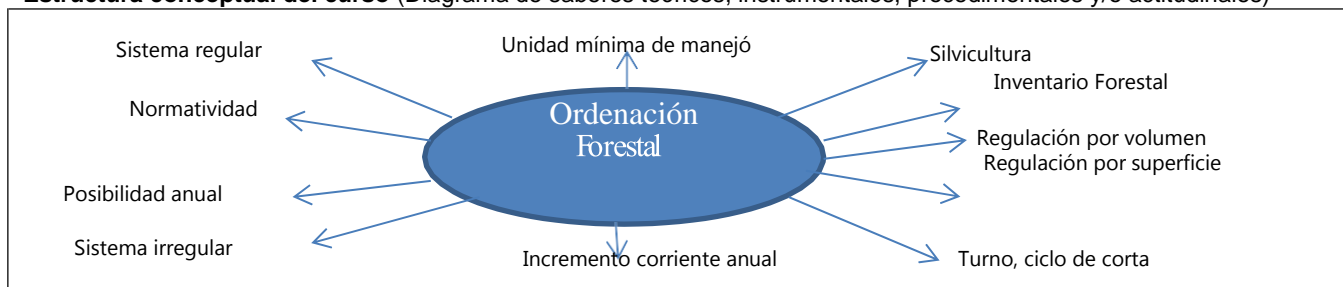 Estructura conceptual del curso (Diagrama de saberes teóricos, instrumentales, procedimentales y/o actitudinales)
Sistema regular
Unidad mínima de manejó
Silvicultura
Inventario Forestal
Normatividad
Ordenación
Forestal
Regulación por volumen
Regulación por superficie
Posibilidad anual
Sistema irregular
Incremento corriente anual
Turno, ciclo de corta